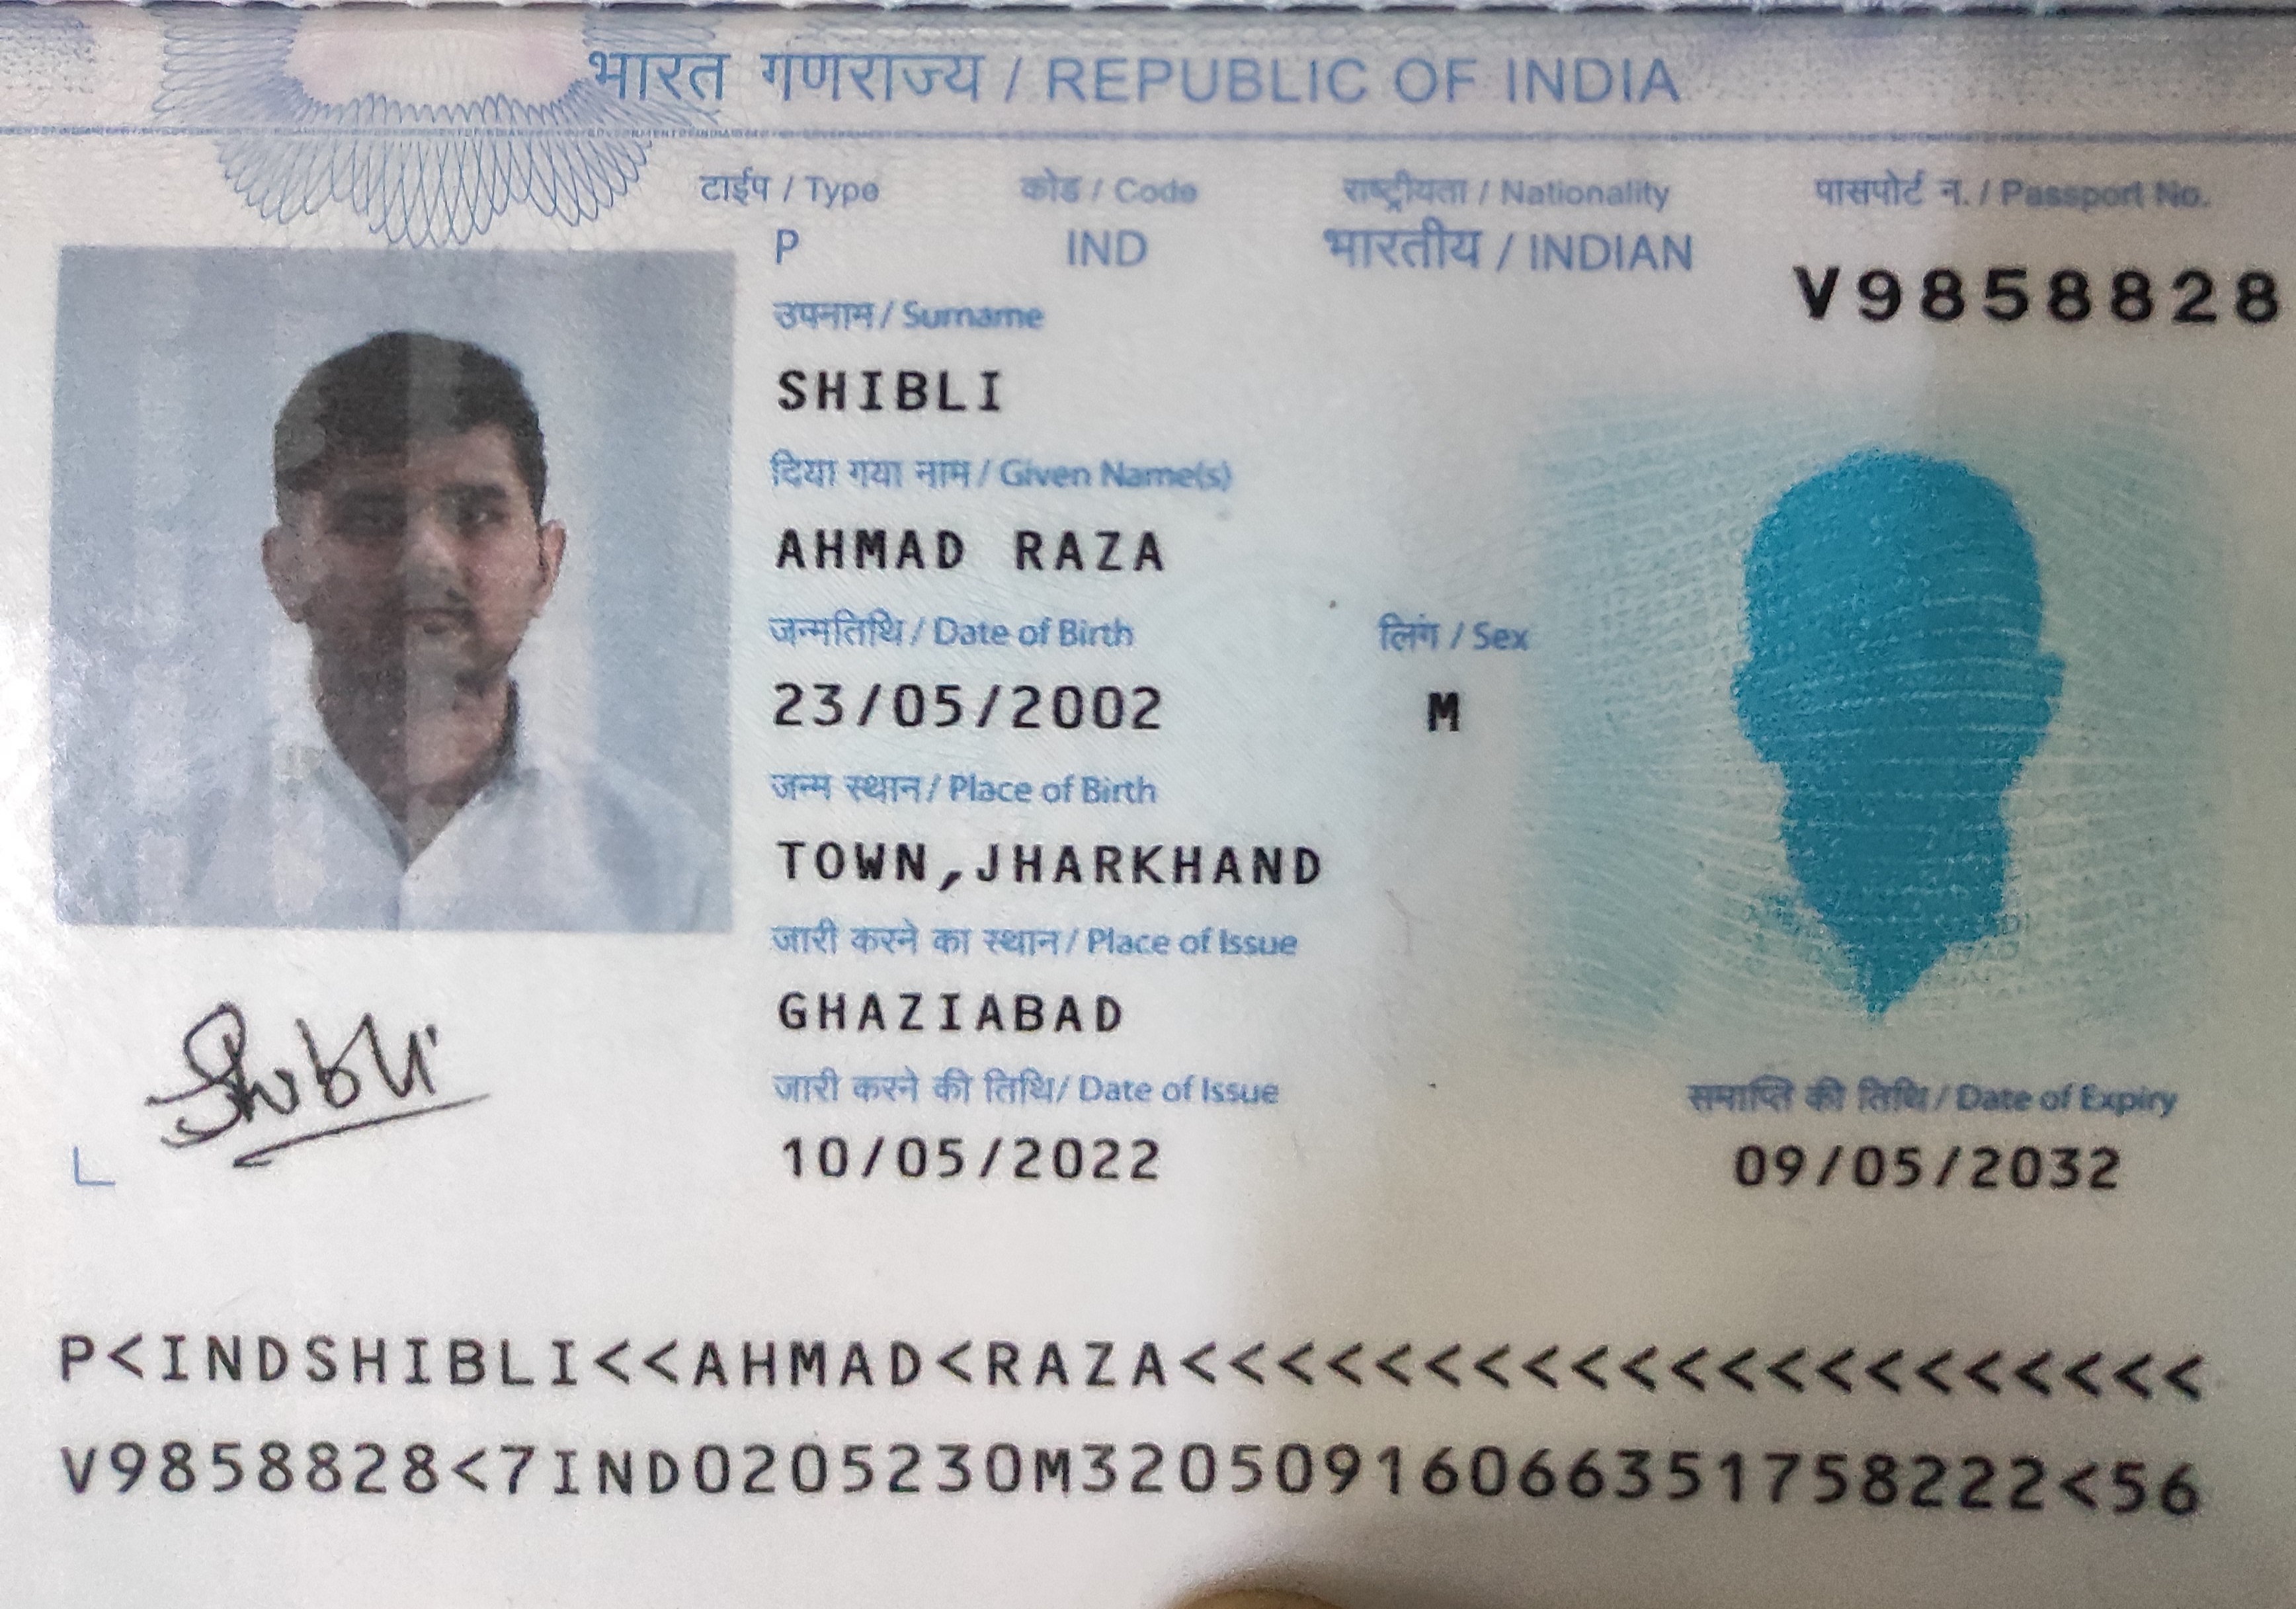 भारत गणराज्य / REPUBLIC OF INDIA
टाईप / Type कोड / Code राष्ट्रीयता / Nationality पासपोर्ट न. / Passport No.
P IND भारतीय / INDIAN V9858828
उपनाम / Surname
SHIBLI
दिया गया नाम / Given Name(s)
AHMAD RAZA
जन्मतिथि / Date of Birth लिंग / Sex
23/05/2002 M
जन्म स्थान / Place of Birth
TOWN,JHARKHAND
जारी करने का स्थान / Place of Issue
GHAZIABAD
Shibli
जारी करने की तिथि/ Date of Issue समाप्ति की तिथि / Date of Expiry
10/05/2022 09/05/2032
P<INDSHIBLI<<AHMAD<RAZA<<<<<<<<<<<<<<<<<<<<<
V9858828<7IND0205230M32050916066351758222<56